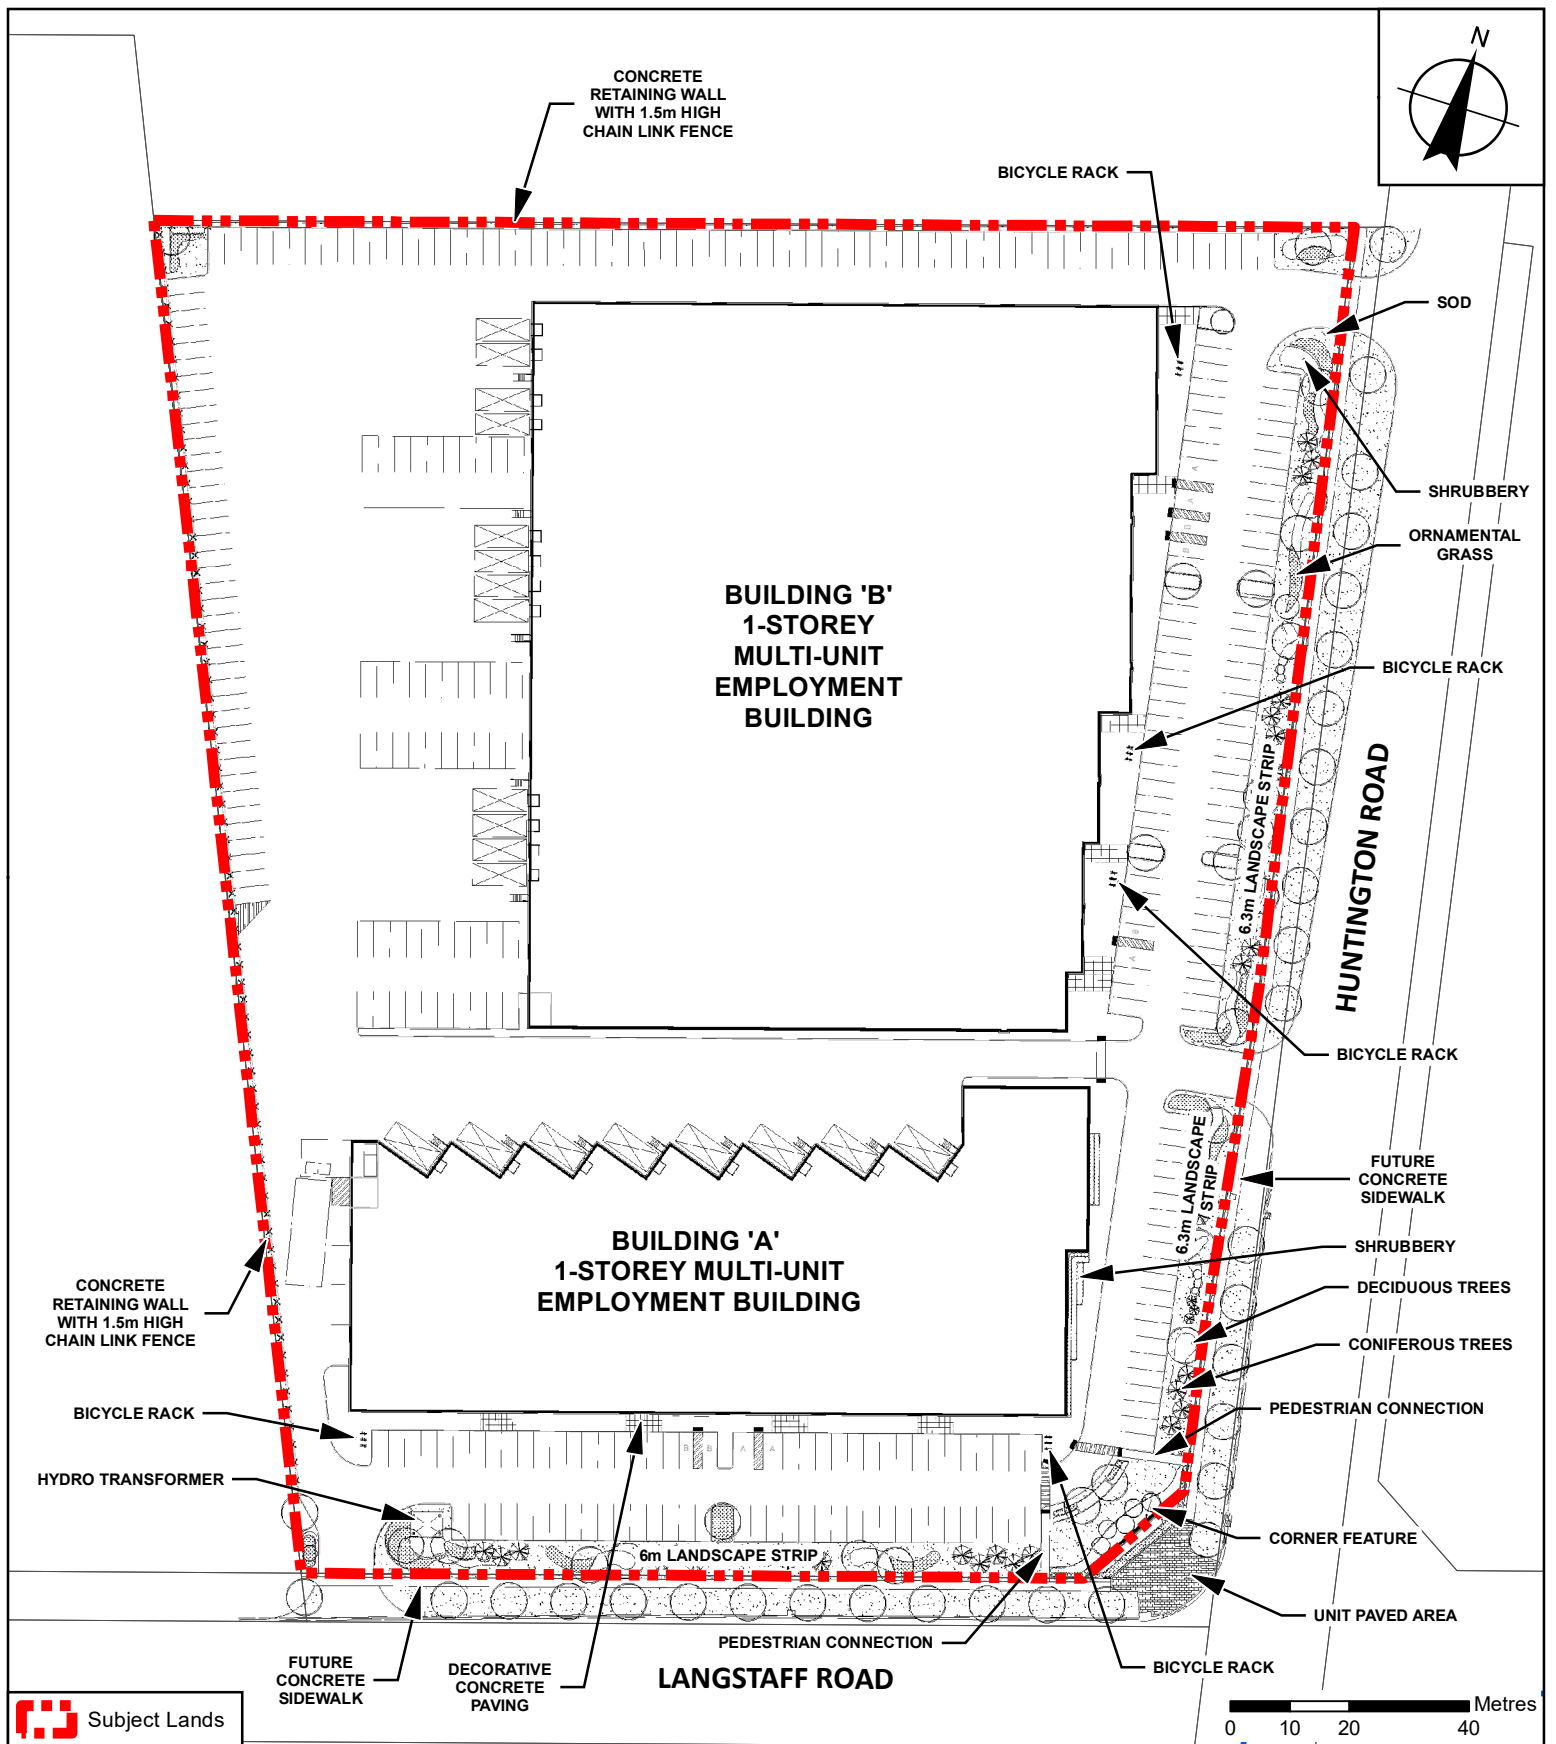 N
CONCRETE
RETAINING WALL
WITH 1.5m HIGH
CHAIN LINK FENCE
BICYCLE RACK
SOD
SHRUBBERY
ORNAMENTAL
GRASS
BUILDING 'B'
1-STOREY
MULTI-UNIT
EMPLOYMENT
BUILDING
BICYCLE RACK
6.3m LANDSCAPE STRIP
HUNTINGTON ROAD
BICYCLE RACK
6.3m LANDSCAPE
STRIP
FUTURE
CONCRETE
SIDEWALK
BUILDING 'A'
1-STOREY MULTI-UNIT
EMPLOYMENT BUILDING
SHRUBBERY
DECIDUOUS TREES
CONCRETE
RETAINING WALL
WITH 1.5m HIGH
CHAIN LINK FENCE
CONIFEROUS TREES
BICYCLE RACK
PEDESTRIAN CONNECTION
B B A A
HYDRO TRANSFORMER
CORNER FEATURE
6m LANDSCAPE STRIP
UNIT PAVED AREA
PEDESTRIAN CONNECTION
BICYCLE RACK
FUTURE
CONCRETE
SIDEWALK
DECORATIVE
CONCRETE
PAVING
LANGSTAFF ROAD
Subject Lands
Metres
0 10 20 40